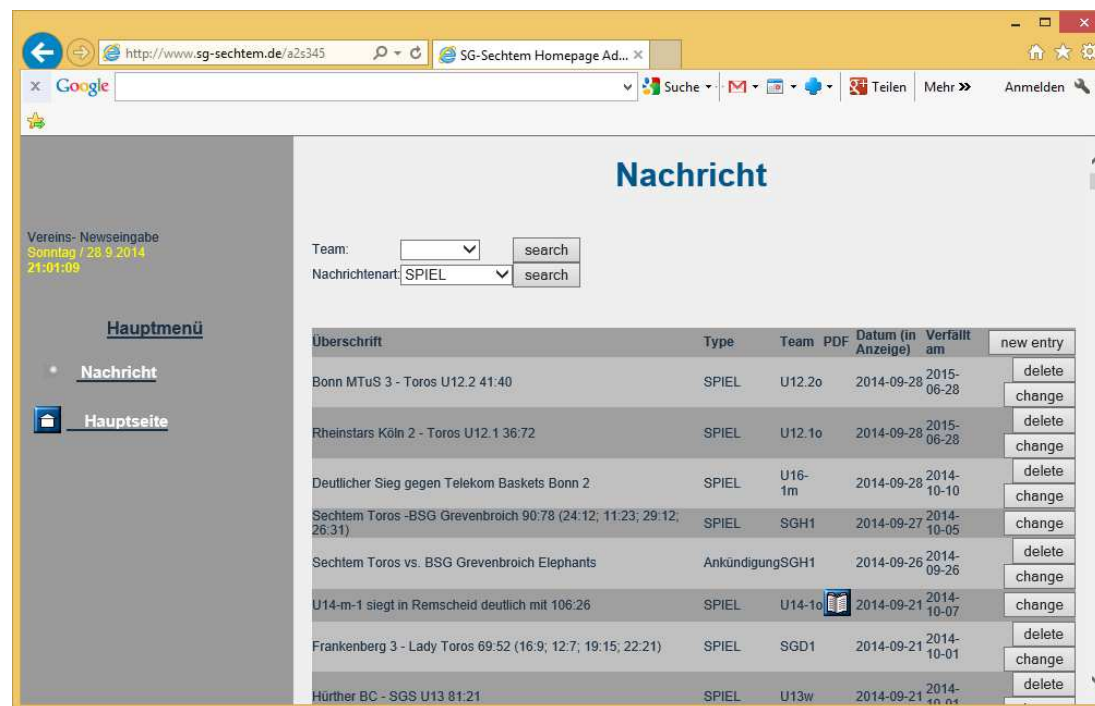 http://www.sg-sechtem.de/a2s345
SG-Sechtem Homepage Ad...
Google
Suche
Teilen
Mehr »
Anmelden
Nachricht
Vereins- Newseingabe
Sonntag / 28.9.2014
21:01:09
Hauptmenü
Nachricht
Hauptseite
Team: search
Nachrichtenart: SPIEL search
Überschrift Type Team PDF Datum (in Anzeige) Verfällt am new entry
Bonn MTuS 3 - Toros U12.2 41:40 SPIEL U12.2o 2014-09-28 2015-06-28 delete change
Rheinstars Köln 2 - Toros U12.1 36:72 SPIEL U12.1o 2014-09-28 2015-06-28 delete change
Deutlicher Sieg gegen Telekom Baskets Bonn 2 SPIEL U16-1m 2014-09-28 2014-10-10 delete change
Sechtem Toros -BSG Grevenbroich 90:78 (24:12; 11:23; 29:12; 26:31) SPIEL SGH1 2014-09-27 2014-10-05 change
Sechtem Toros vs. BSG Grevenbroich Elephants Ankündigung SGH1 2014-09-26 2014-09-26 delete change
U14-m-1 siegt in Remscheid deutlich mit 106:26 SPIEL U14-1o 2014-09-21 2014-10-07 change
Frankenberg 3 - Lady Toros 69:52 (16:9; 12:7; 19:15; 22:21) SPIEL SGD1 2014-09-21 2014-10-01 delete change
Hürther BC - SGS U13 81:21 SPIEL U13w 2014-09-21 2014- delete